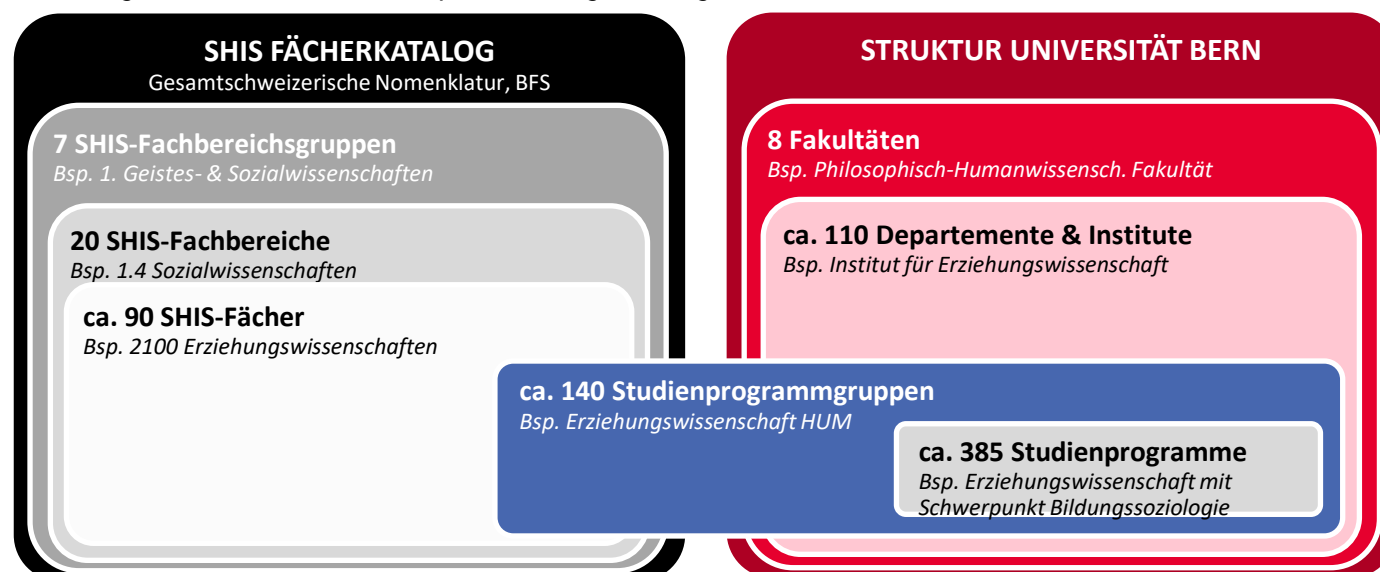 SHIS FÄCHERKATALOG
Gesamtschweizerische Nomenklatur, BFS
7 SHIS-Fachbereichsgruppen
Bsp. 1. Geistes- & Sozialwissenschaften
20 SHIS-Fachbereiche
Bsp. 1.4 Sozialwissenschaften
ca. 90 SHIS-Fächer
Bsp. 2100 Erziehungswissenschaften
STRUKTUR UNIVERSITÄT BERN
8 Fakultäten
Bsp. Philosophisch-Humanwissensch. Fakultät
ca. 110 Departemente & Institute
Bsp. Institut für Erziehungswissenschaft
ca. 140 Studienprogrammgruppen
Bsp. Erziehungswissenschaft HUM
ca. 385 Studienprogramme
Bsp. Erziehungswissenschaft mit
Schwerpunkt Bildungssoziologie